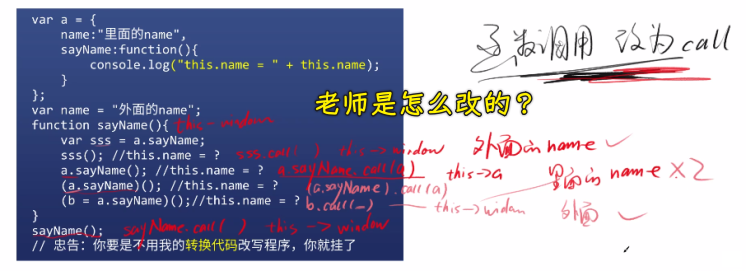 函数调用 改为call
老师是怎么改的？
var a = {
name:"里面的name",
sayName:function(){
console.log("this.name = " + this.name);
}
};
var name = "外面的name";
function sayName(){ this→window
var sss = a.sayName;
sss(); //this.name = ? sss.call( ) this → window 外面的name ✓
a.sayName(); //this.name = ? a.sayName.call(a) this→a 里面的name ×2
(a.sayName)(); //this.name = ? (a.sayName).call(a)
(b = a.sayName)();//this.name = ? b.call(_) this→window 外面 ✓
}
sayName(); sayName.call( ) this → window
// 忠告：你要是不用我的转换代码改写程序，你就挂了